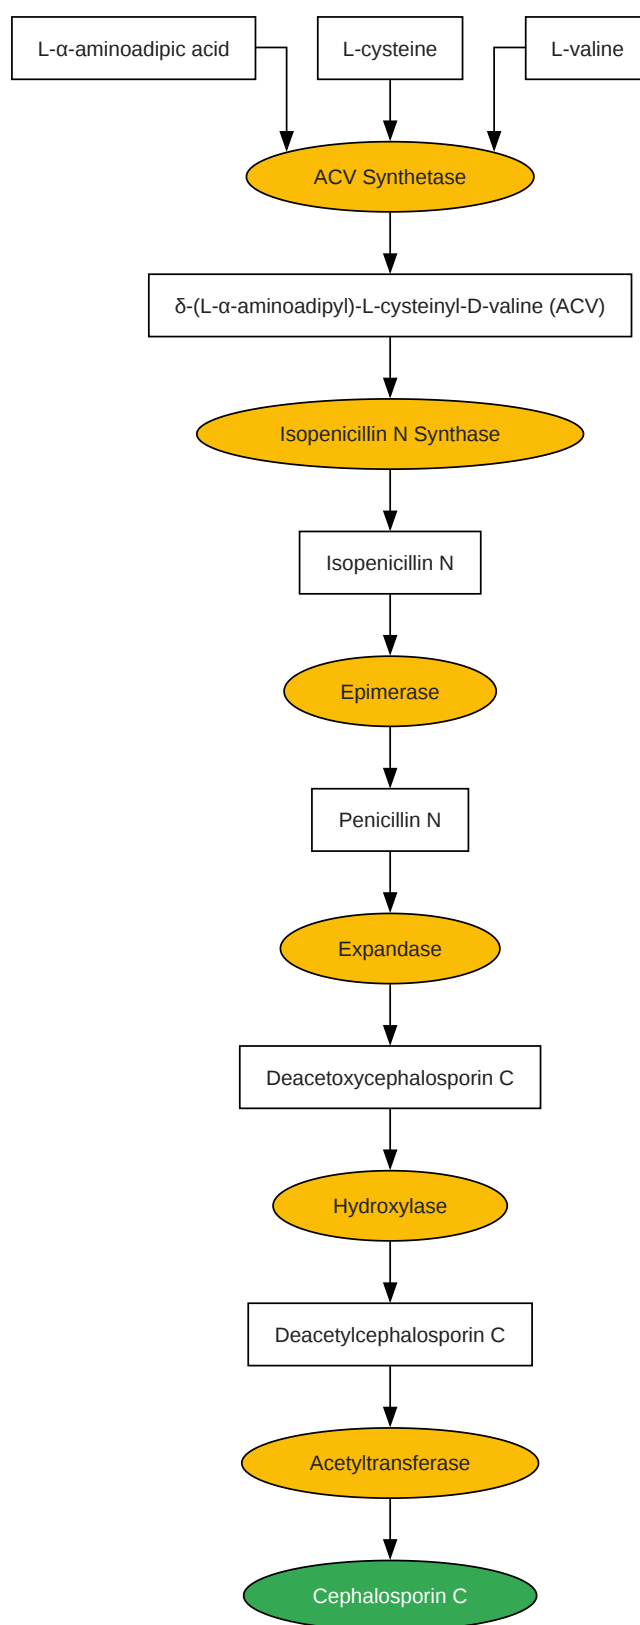 L-α-aminoadipic acid
L-cysteine
L-valine
ACV Synthetase
δ-(L-α-aminoadipyl)-L-cysteinyl-D-valine (ACV)
Isopenicillin N Synthase
Isopenicillin N
Epimerase
Penicillin N
Expandase
Deacetoxycephalosporin C
Hydroxylase
Deacetylcephalosporin C
Acetyltransferase
Cephalosporin C